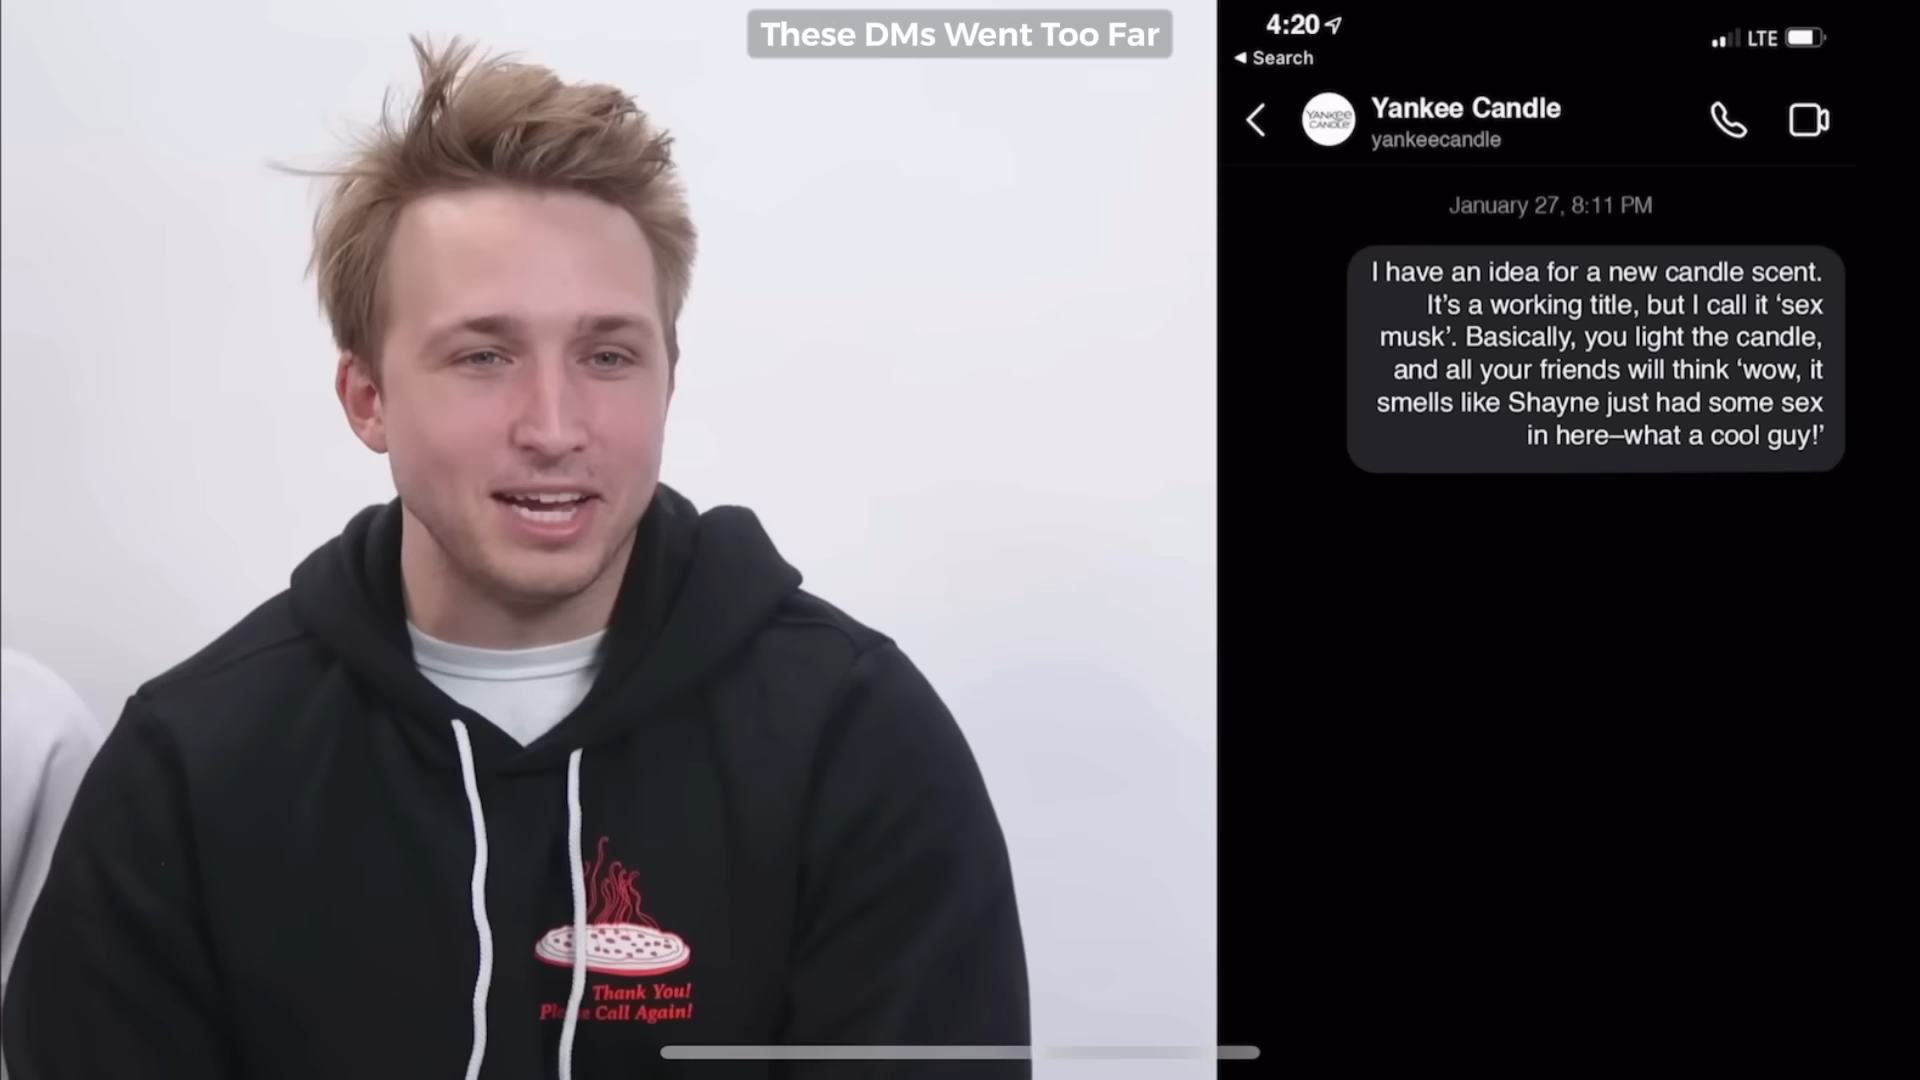 These DMs Went Too Far
4:20
LTE
◀ Search
YANKEE
CANDLE
Yankee Candle
yankeecandle
January 27, 8:11 PM
I have an idea for a new candle scent.
It’s a working title, but I call it ‘sex
musk’. Basically, you light the candle,
and all your friends will think ‘wow, it
smells like Shayne just had some sex
in here–what a cool guy!’
Thank You!
Call Again!